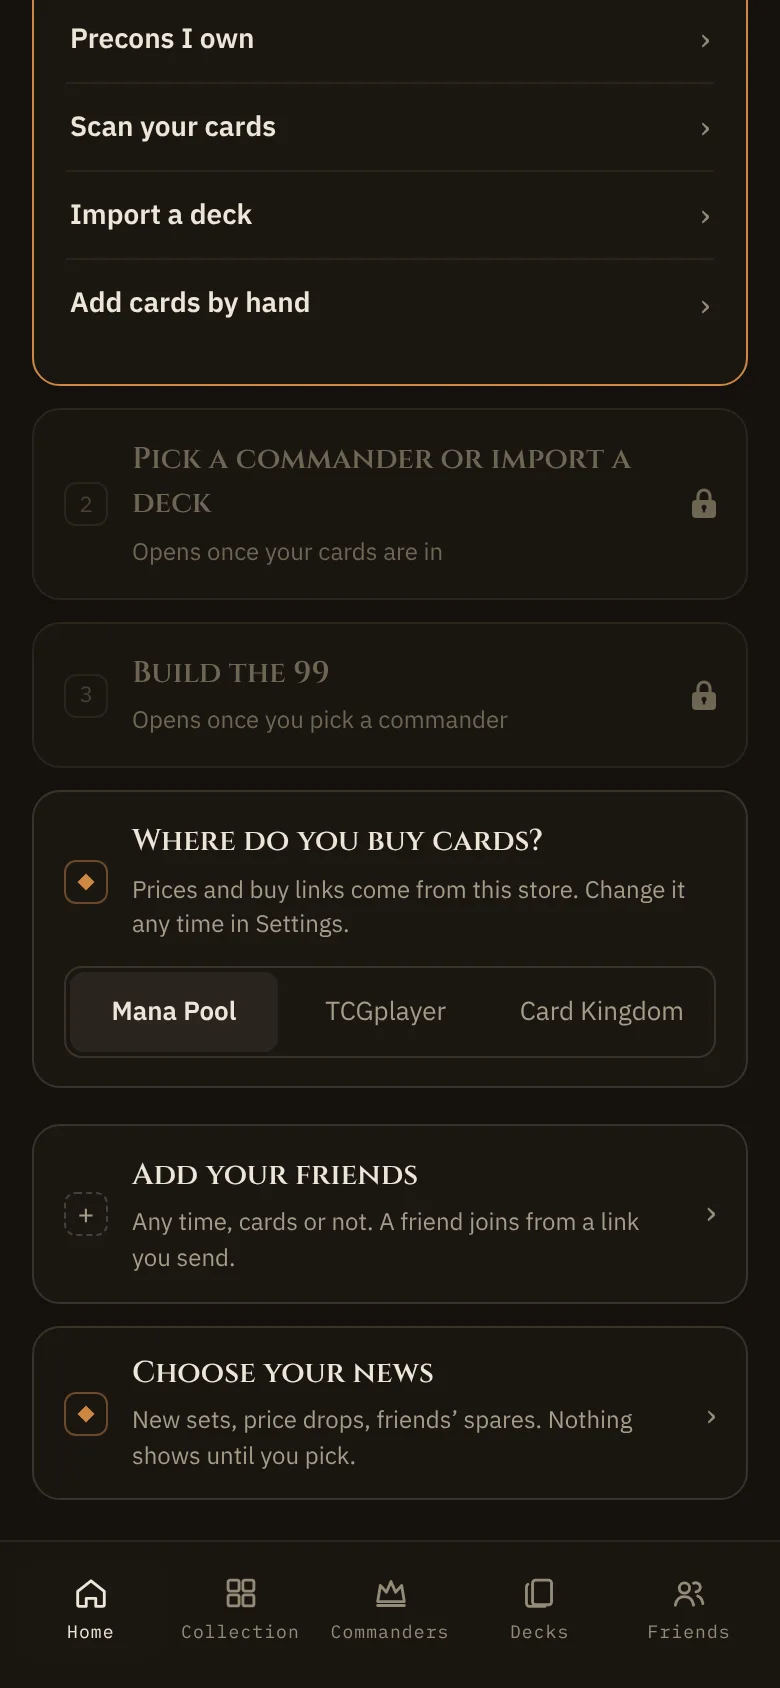 Precons I own
Scan your cards
Import a deck
Add cards by hand
2
Pick a commander or import a
deck
Opens once your cards are in
3
Build the 99
Opens once you pick a commander
Where do you buy cards?
Prices and buy links come from this store. Change it
any time in Settings.
Mana Pool TCGplayer Card Kingdom
Add your friends
Any time, cards or not. A friend joins from a link
you send.
Choose your news
New sets, price drops, friends’ spares. Nothing
shows until you pick.
Home Collection Commanders Decks Friends